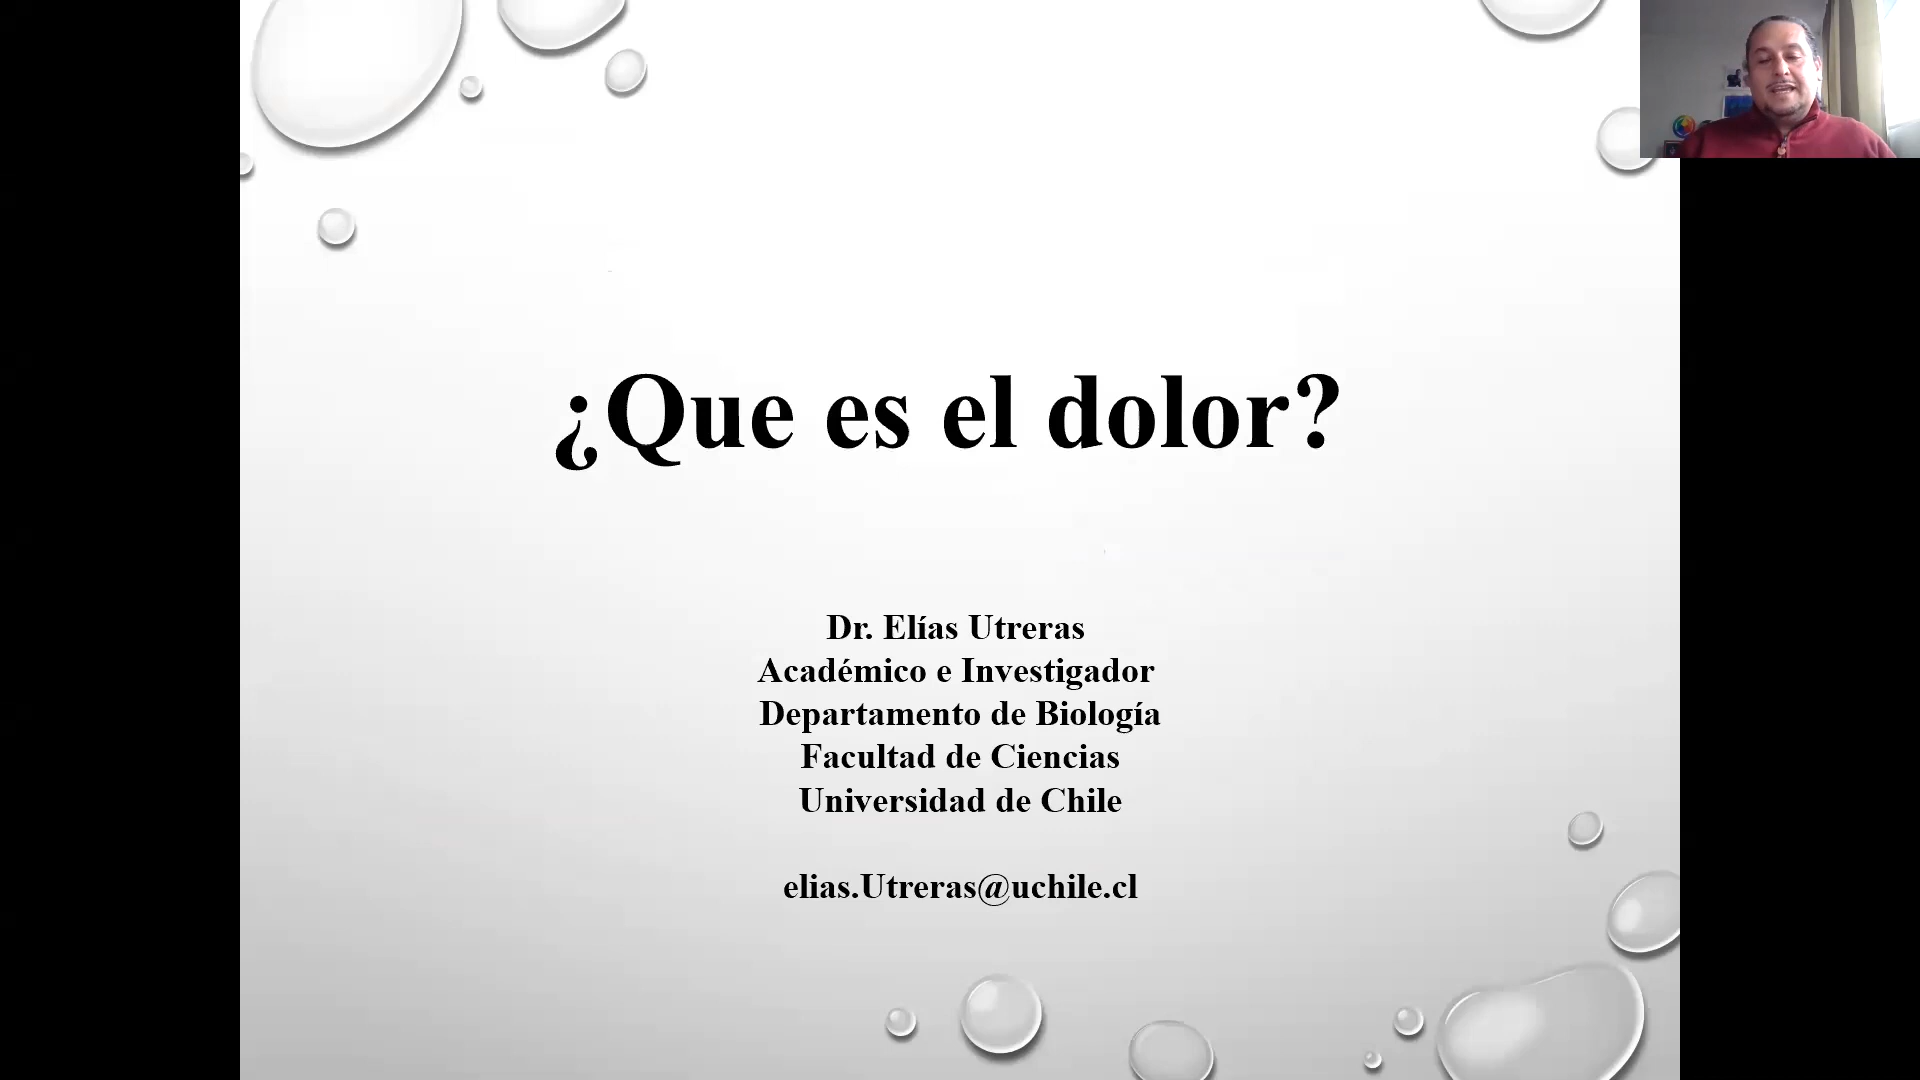 ¿Que es el dolor?
Dr. Elías Utreras
Académico e Investigador
Departamento de Biología
Facultad de Ciencias
Universidad de Chile
elias.Utreras@uchile.cl